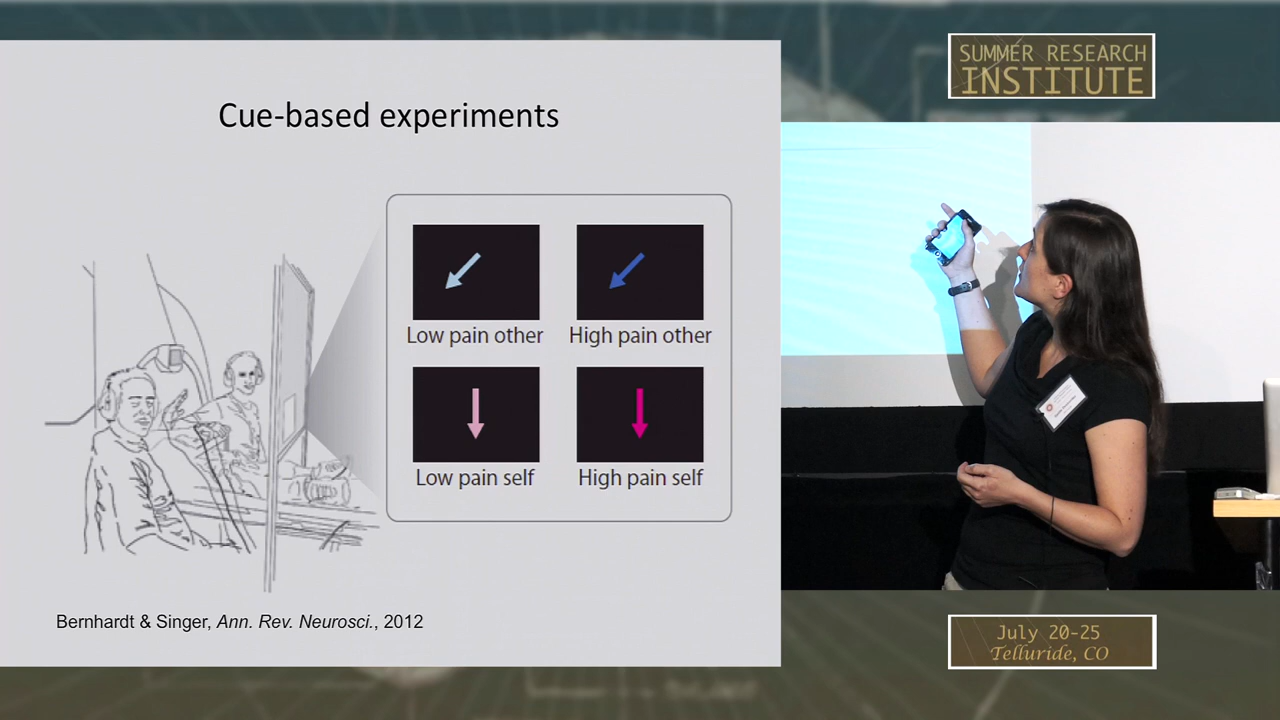 Cue-based experiments
Low pain other
High pain other
Low pain self
High pain self
Bernhardt & Singer, Ann. Rev. Neurosci., 2012
SUMMER RESEARCH
INSTITUTE
July 20-25
Telluride, CO